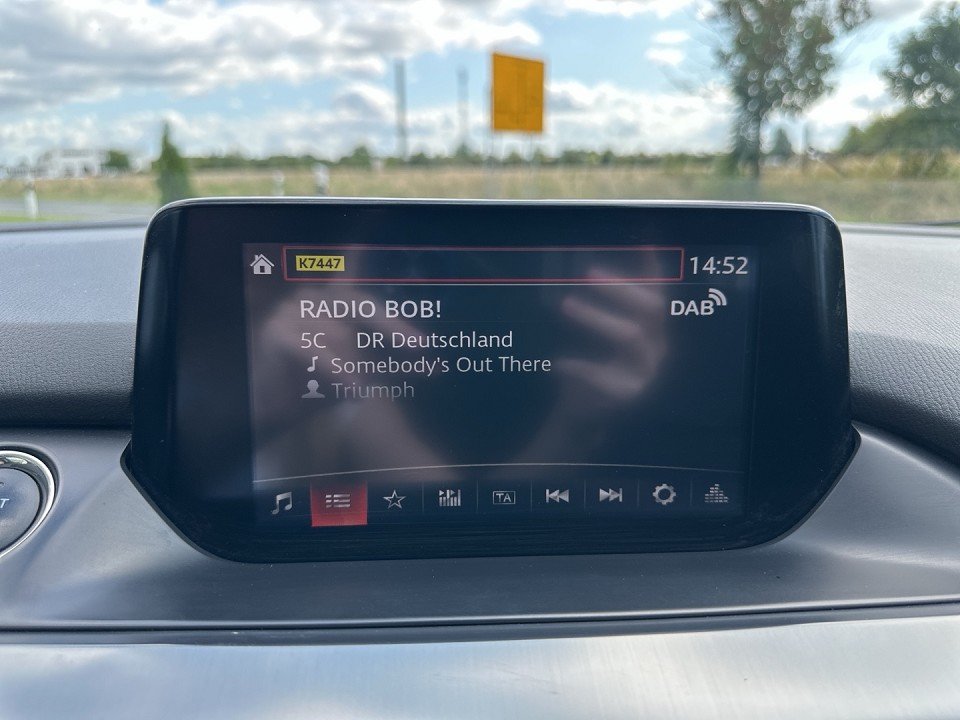 K7447 14:52
RADIO BOB! DAB
5C DR Deutschland
Somebody's Out There
Triumph
TA